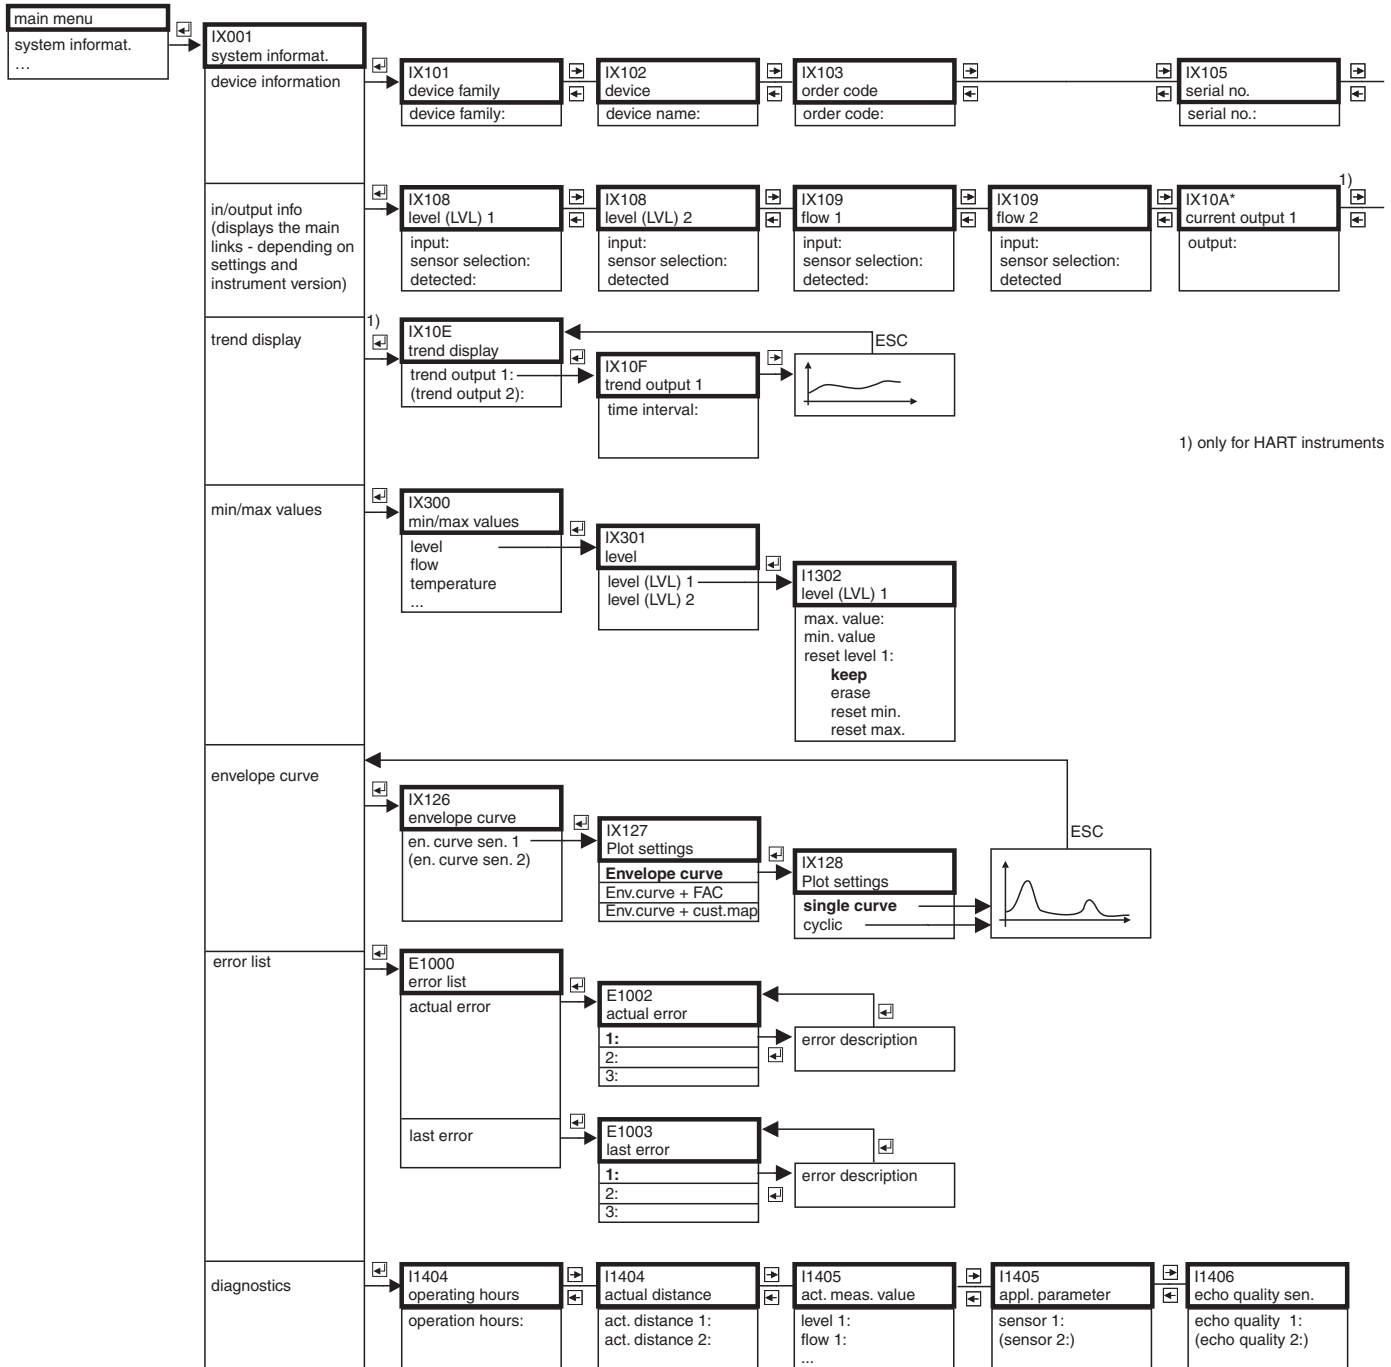 main menu
system informat.
...
IX001
system informat.
device information
IX101
device family
device family:
IX102
device
device name:
IX103
order code
order code:
IX105
serial no.
serial no.:
in/output info
(displays the main
links - depending on
settings and
instrument version)
IX108
level (LVL) 1
input:
sensor selection:
detected:
IX108
level (LVL) 2
input:
sensor selection:
detected
IX109
flow 1
input:
sensor selection:
detected:
IX109
flow 2
input:
sensor selection:
detected
1)
IX10A*
current output 1
output:
trend display
1)
IX10E
trend display
trend output 1:
(trend output 2):
IX10F
trend output 1
time interval:
ESC
1) only for HART instruments
min/max values
IX300
min/max values
level
flow
temperature
...
IX301
level
level (LVL) 1
level (LVL) 2
I1302
level (LVL) 1
max. value:
min. value
reset level 1:
keep
erase
reset min.
reset max.
envelope curve
IX126
envelope curve
en. curve sen. 1
(en. curve sen. 2)
IX127
Plot settings
Envelope curve
Env.curve + FAC
Env.curve + cust.map
IX128
Plot settings
single curve
cyclic
ESC
error list
E1000
error list
actual error
E1002
actual error
1:
2:
3:
error description
last error
E1003
last error
1:
2:
3:
error description
diagnostics
I1404
operating hours
operation hours:
I1404
actual distance
act. distance 1:
act. distance 2:
I1405
act. meas. value
level 1:
flow 1:
...
I1405
appl. parameter
sensor 1:
(sensor 2:)
I1406
echo quality sen.
echo quality 1:
(echo quality 2:)